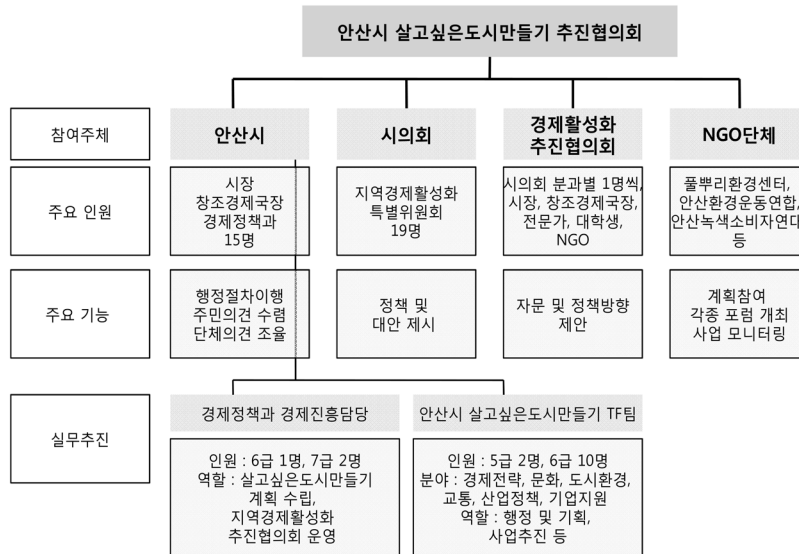 안산시 살고싶은도시만들기 추진협의회
참여주체
안산시
시의회
경제활성화
추진협의회
NGO단체
주요 인원
시장
창조경제국장
경제정책과
15명
지역경제활성화
특별위원회
19명
시의회 분과별 1명씩,
시장, 창조경제국장,
전문가, 대학생,
NGO
풀뿌리환경센터,
안산환경운동연합,
안산녹색소비자연대
등
주요 기능
행정절차이행
주민의견 수렴
단체의견 조율
정책 및
대안 제시
자문 및 정책방향
제안
계획참여
각종 포럼 개최
사업 모니터링
실무추진
경제정책과 경제진흥담당
인원 : 6급 1명, 7급 2명
역할 : 살고싶은도시만들기
계획 수립,
지역경제활성화
추진협의회 운영
안산시 살고싶은도시만들기 TF팀
인원 : 5급 2명, 6급 10명
분야 : 경제전략, 문화, 도시환경,
교통, 산업정책, 기업지원
역할 : 행정 및 기획,
사업추진 등